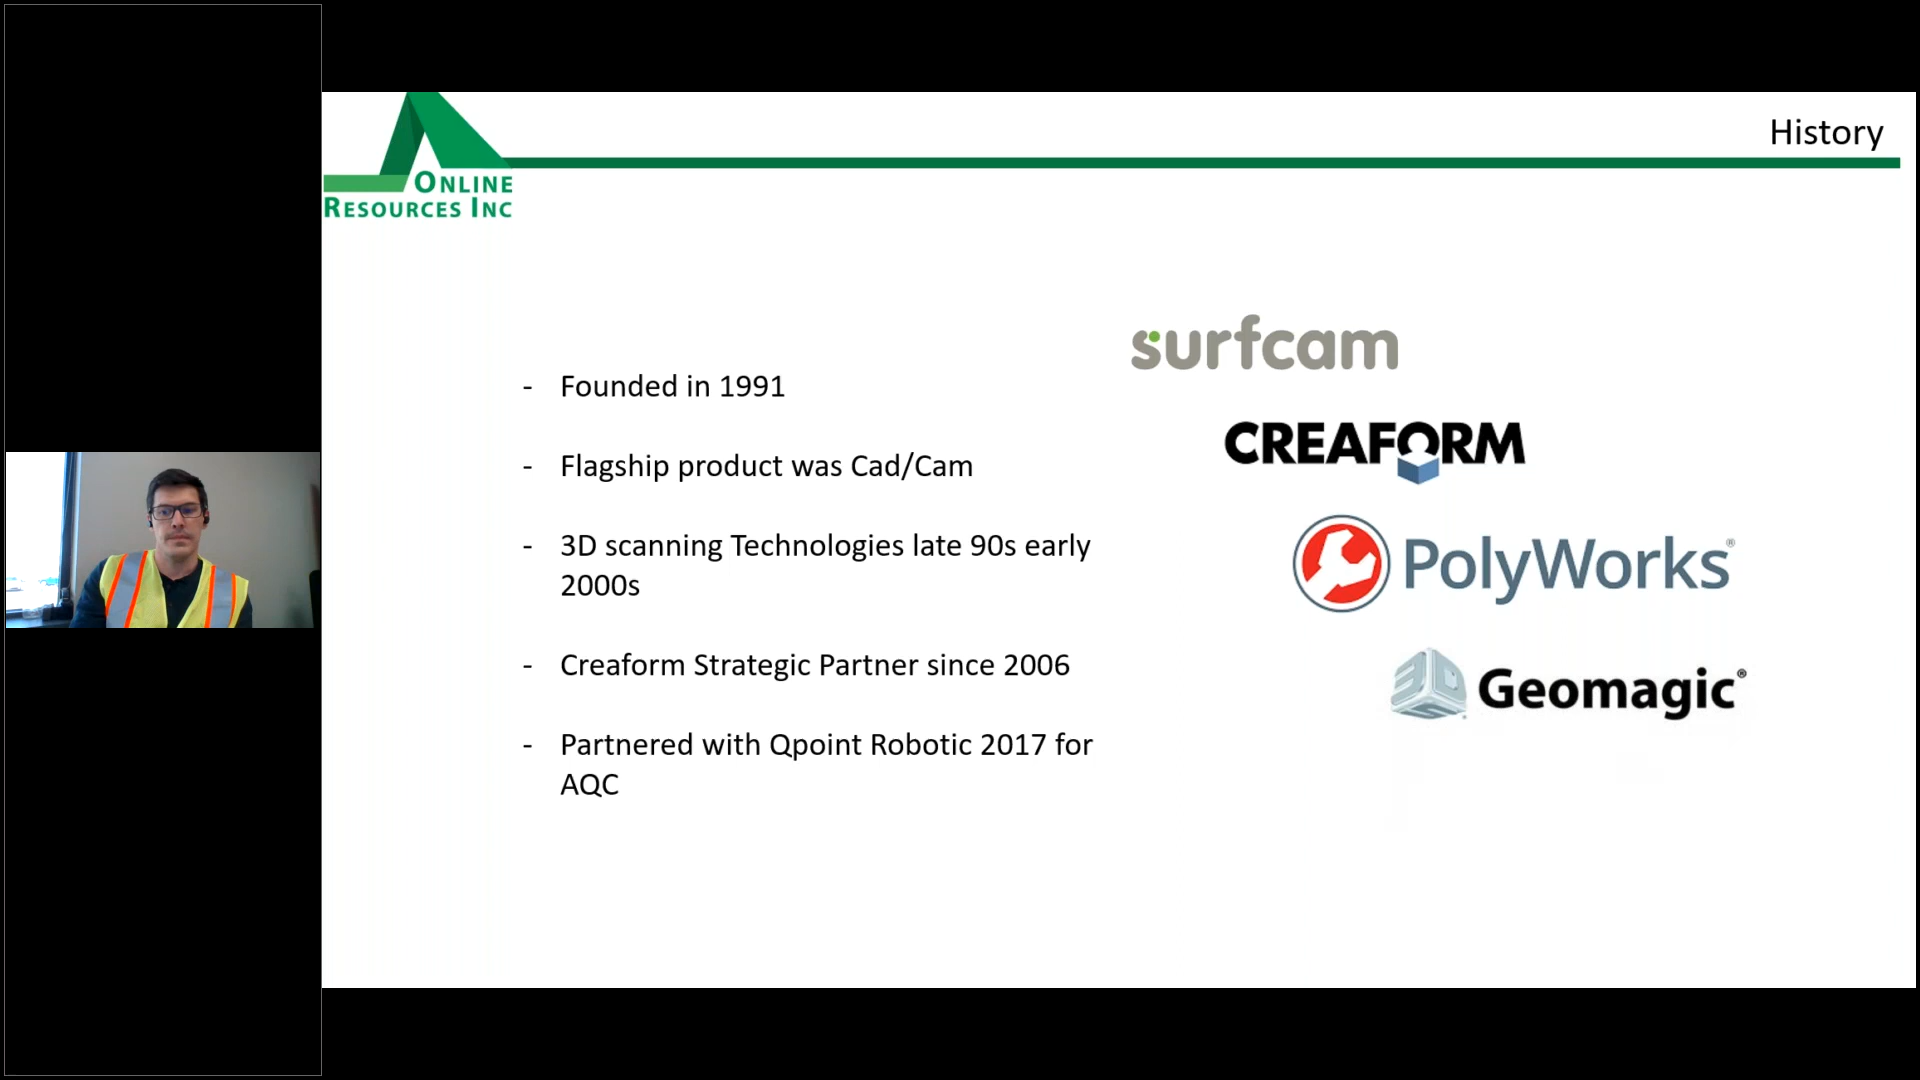 History
ONLINE
RESOURCES INC
- Founded in 1991
- Flagship product was Cad/Cam
- 3D scanning Technologies late 90s early
2000s
- Creaform Strategic Partner since 2006
- Partnered with Qpoint Robotic 2017 for
AQC
surfcam
CREAFORM
PolyWorks®
3DS Geomagic®